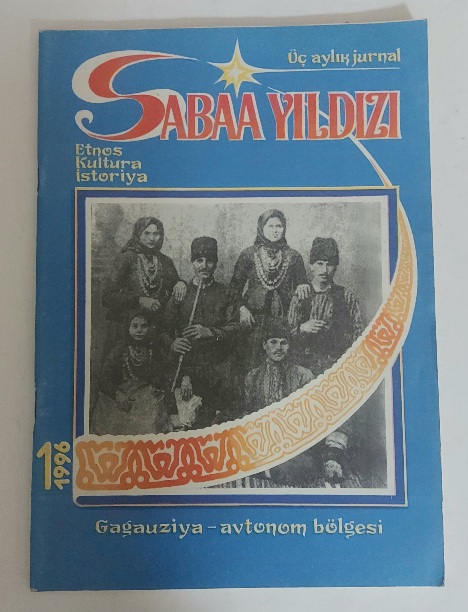 Üç aylık jurnal
SABAA YILDIZI
Etnos
Kultura
İstoriya
1
1996
Gagauziya – avtonom bölgesi